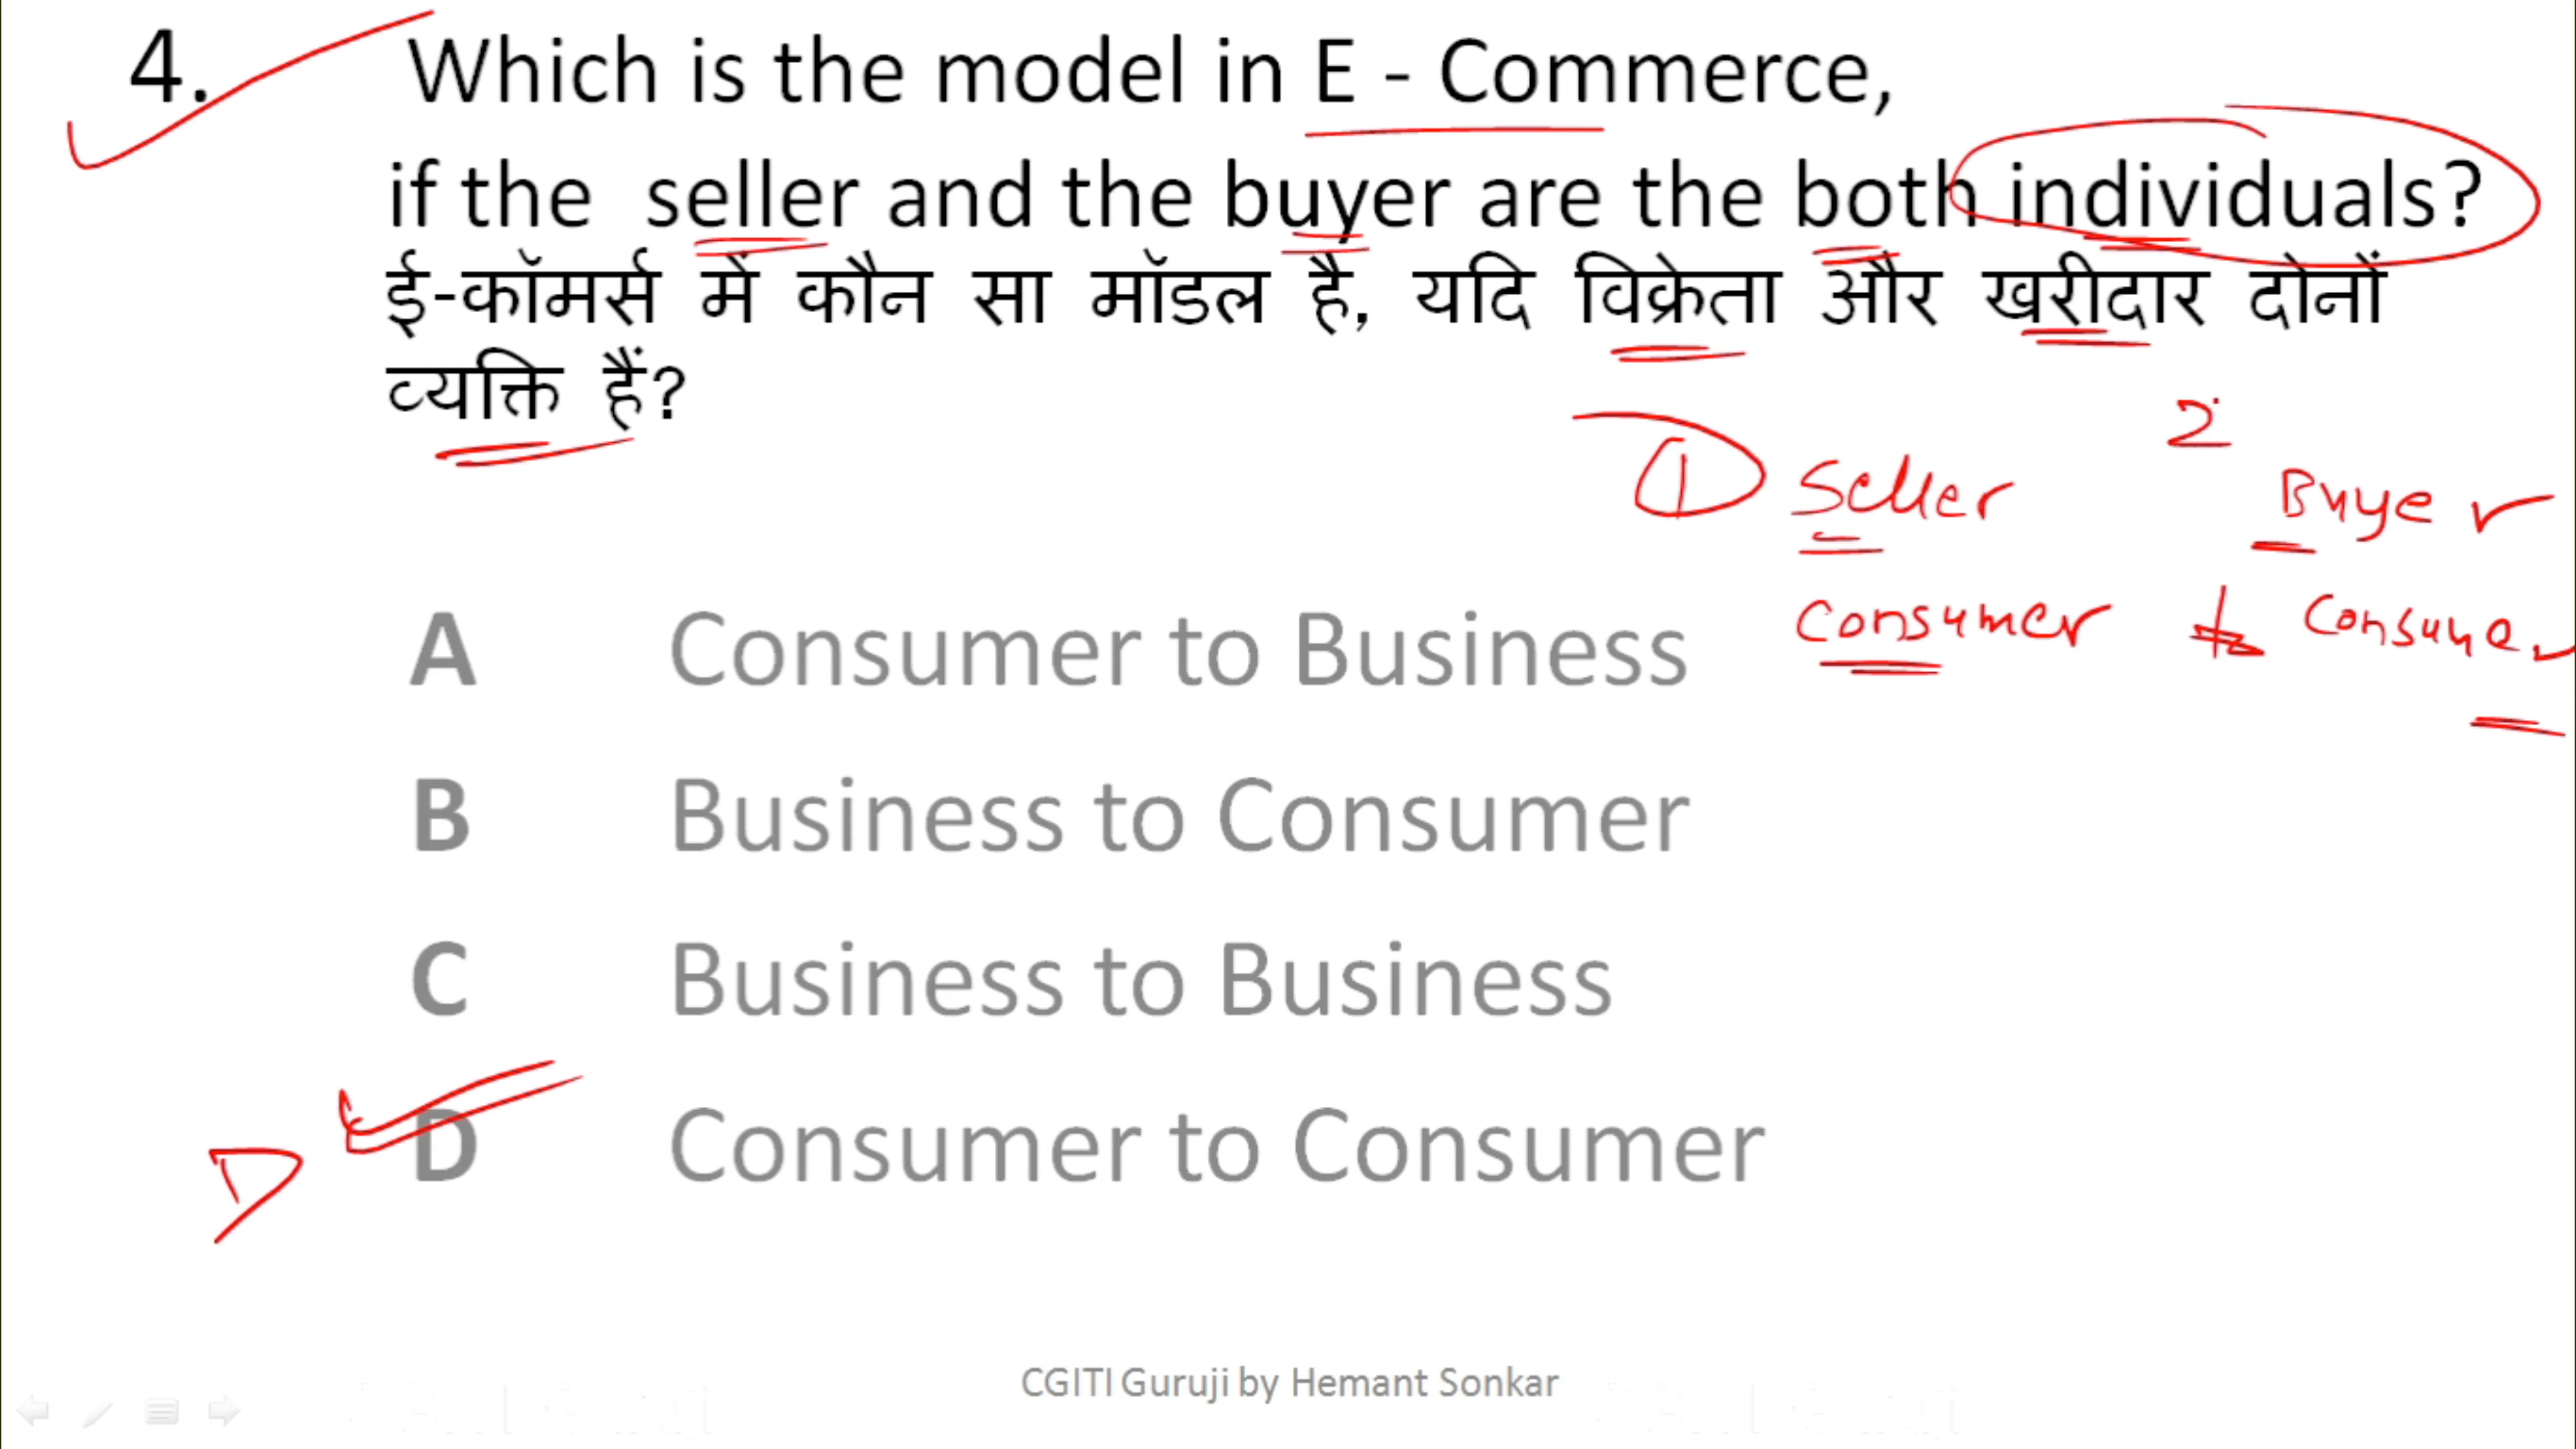 4. Which is the model in E - Commerce,
if the seller and the buyer are the both individuals?
ई-कॉमर्स में कौन सा मॉडल है, यदि विक्रेता और खरीदार दोनों
व्यक्ति हैं?
1 Seller 2 Buyer
Consumer to Consumer
A Consumer to Business
B Business to Consumer
C Business to Business
D D Consumer to Consumer
CGITI Guruji by Hemant Sonkar